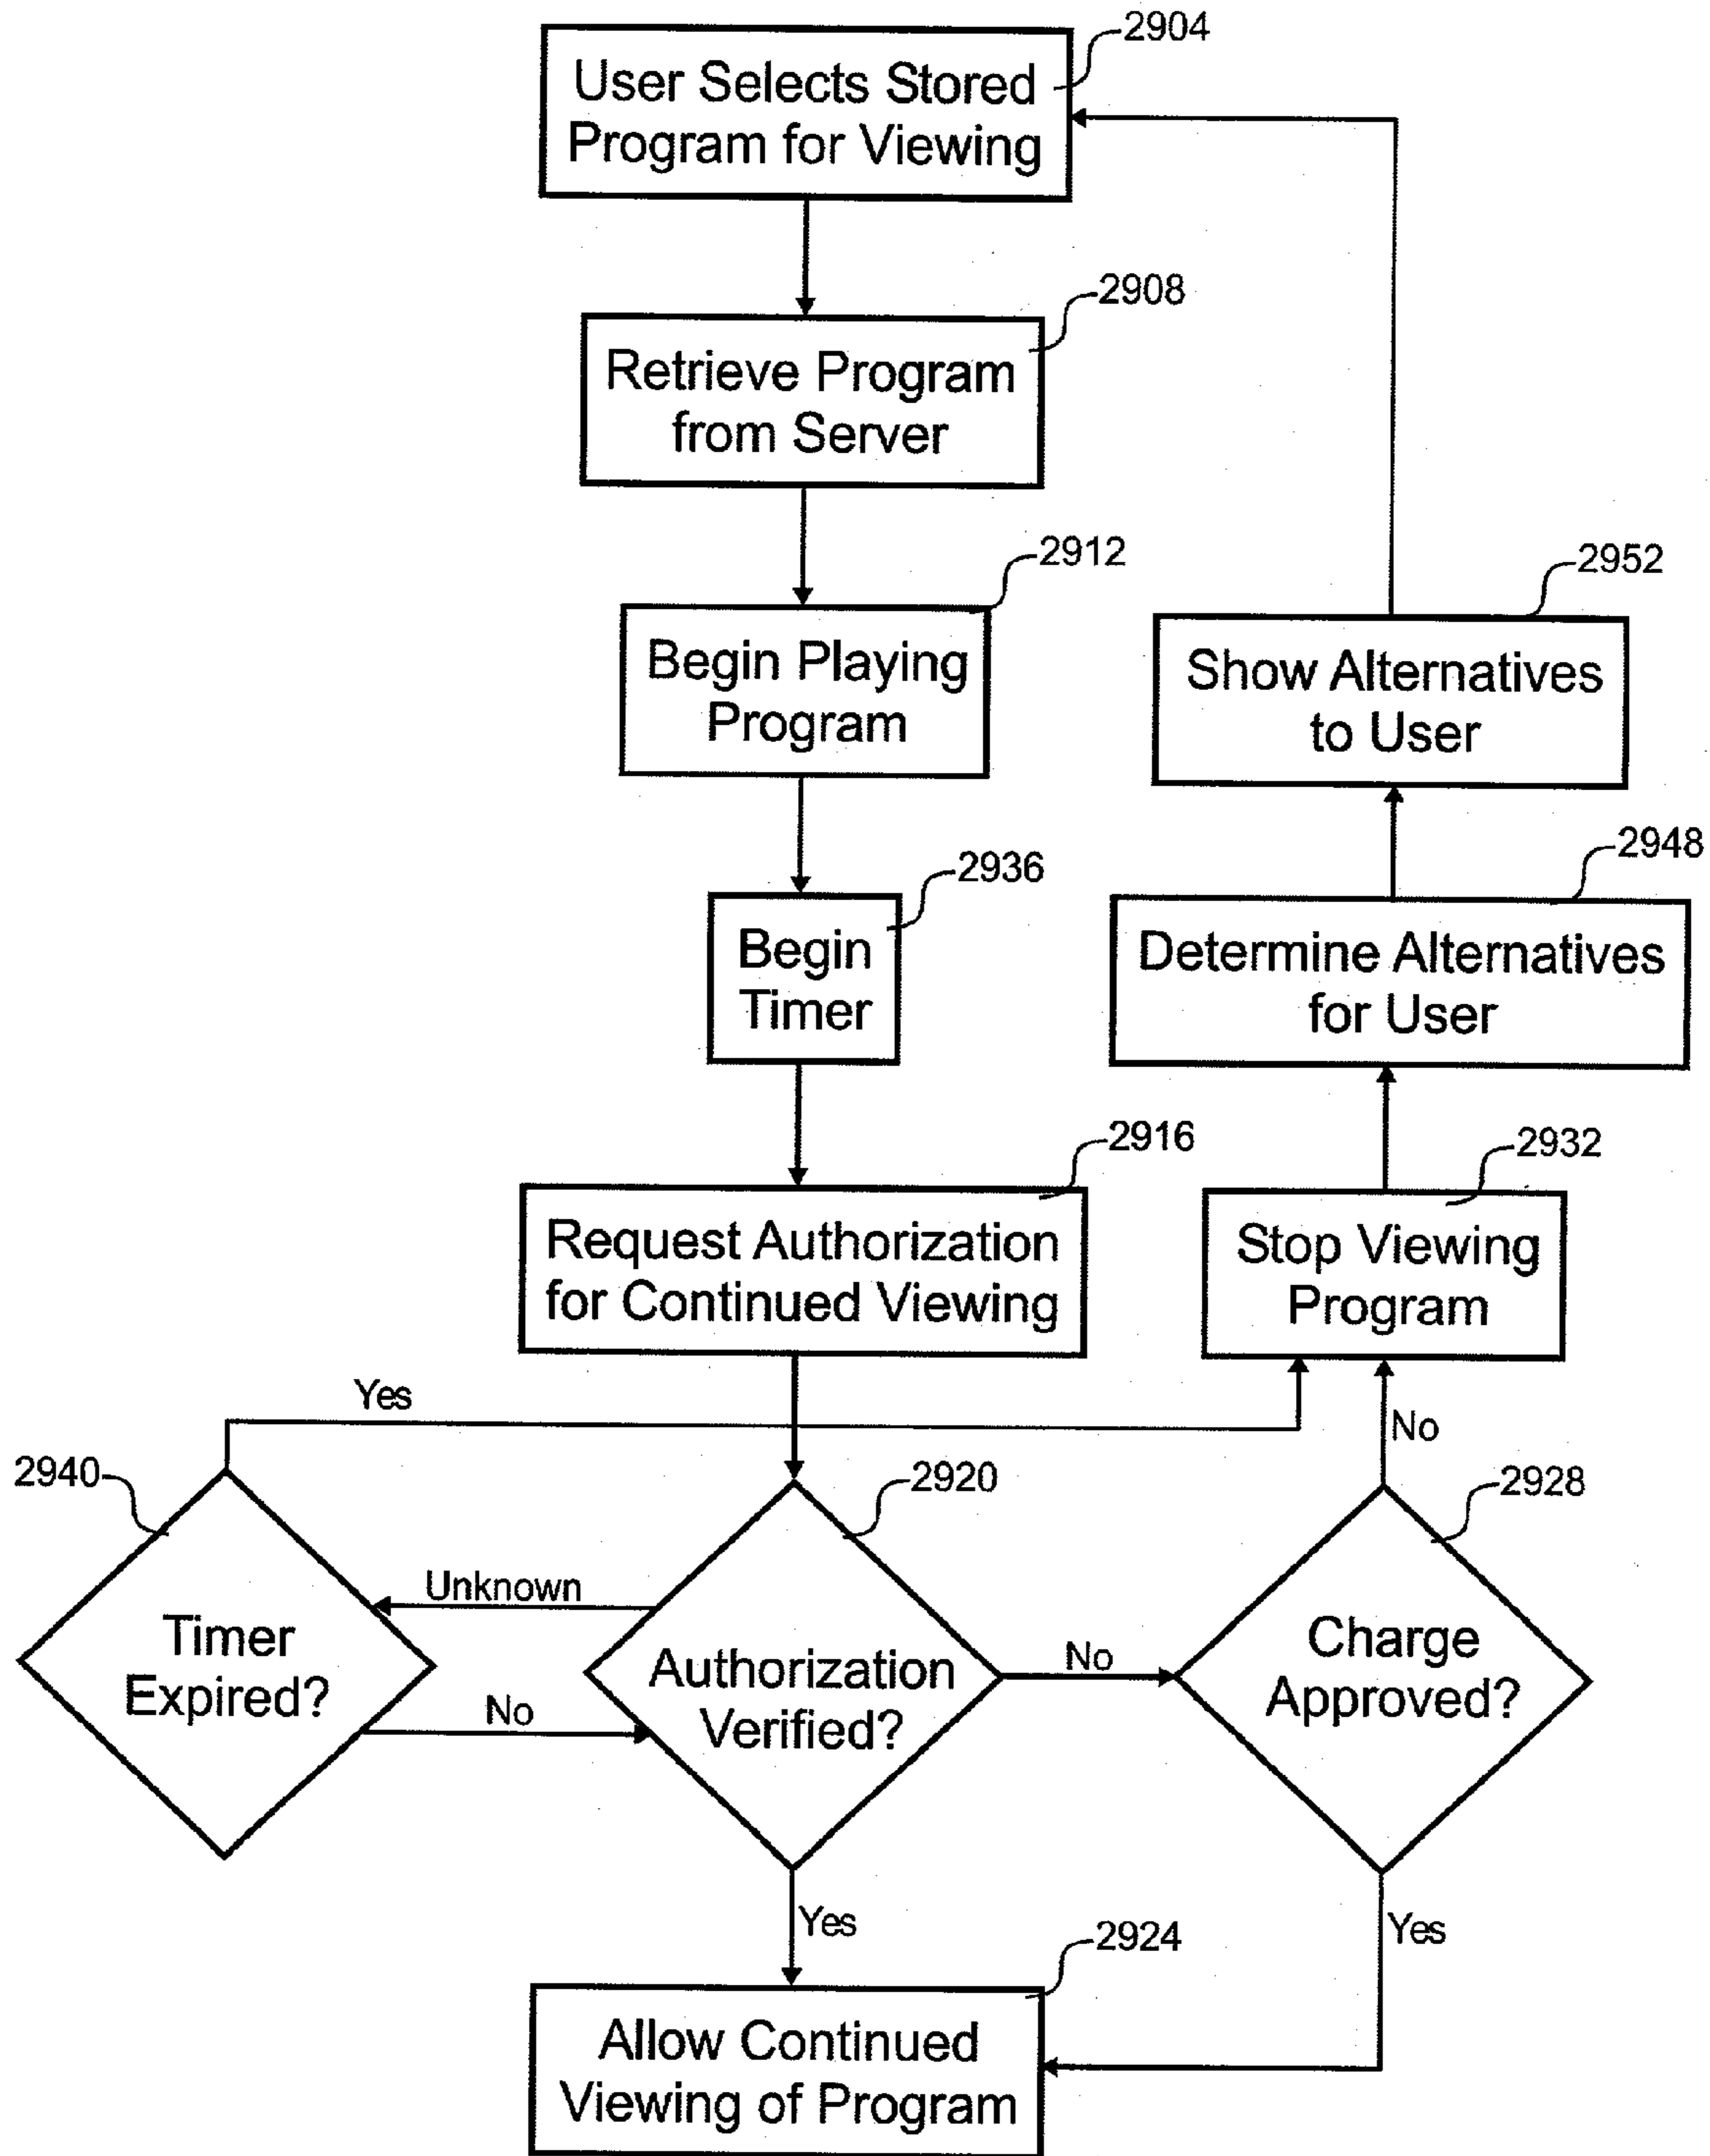 2904
User Selects Stored
Program for Viewing
2908
Retrieve Program
from Server
2912
Begin Playing
Program
2952
Show Alternatives
to User
2936
Begin
Timer
2948
Determine Alternatives
for User
2916
Request Authorization
for Continued Viewing
2932
Stop Viewing
Program
Yes
No
2940
Timer
Expired?
Unknown
No
2920
Authorization
Verified?
No
2928
Charge
Approved?
Yes
Yes
2924
Allow Continued
Viewing of Program